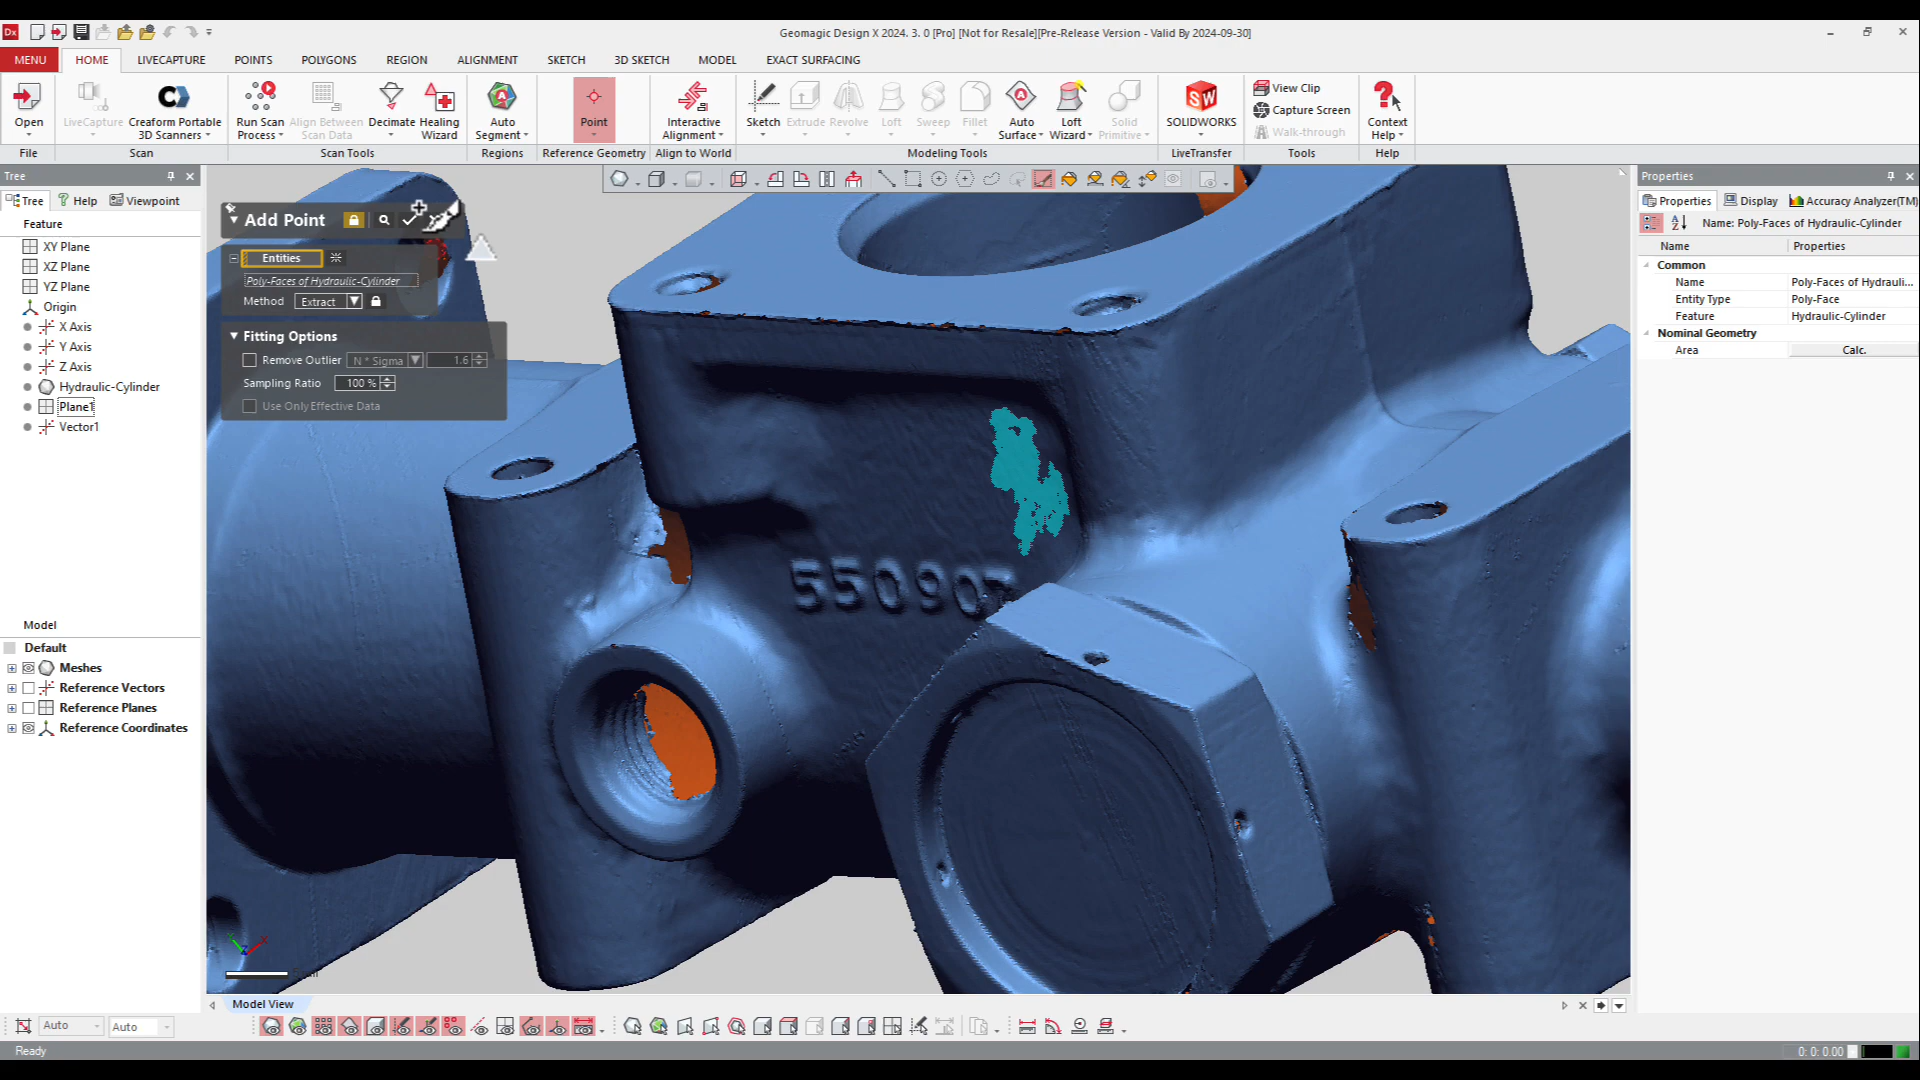 Dx
Geomagic Design X 2024. 3. 0 [Pro] [Not for Resale][Pre-Release Version - Valid By 2024-09-30]
MENU HOME LIVECAPTURE POINTS POLYGONS REGION ALIGNMENT SKETCH 3D SKETCH MODEL EXACT SURFACING
Open LiveCapture Creaform Portable 3D Scanners Run Scan Process Align Between Scan Data Decimate Healing Wizard Auto Segment Point Interactive Alignment Sketch Extrude Revolve Loft Sweep Fillet Auto Surface Loft Wizard Solid Primitive SOLIDWORKS View Clip Capture Screen Walk-through Context Help
File Scan Scan Tools Regions Reference Geometry Align to World Modeling Tools LiveTransfer Tools Help
Tree
Tree Help Viewpoint
Feature
XY Plane
XZ Plane
YZ Plane
Origin
X Axis
Y Axis
Z Axis
Hydraulic-Cylinder
Plane1
Vector1
Model
Default
Meshes
Reference Vectors
Reference Planes
Reference Coordinates
Add Point
Entities
Poly-Faces of Hydraulic-Cylinder
Method Extract
Fitting Options
Remove Outlier N * Sigma 1.6
Sampling Ratio 100 %
Use Only Effective Data
550907
Properties
Properties Display Accuracy Analyzer(TM)
Name: Poly-Faces of Hydraulic-Cylinder
Name Properties
Common
Name Poly-Faces of Hydrauli...
Entity Type Poly-Face
Feature Hydraulic-Cylinder
Nominal Geometry
Area Calc.
Model View
Auto Auto
Ready
0: 0: 0.00